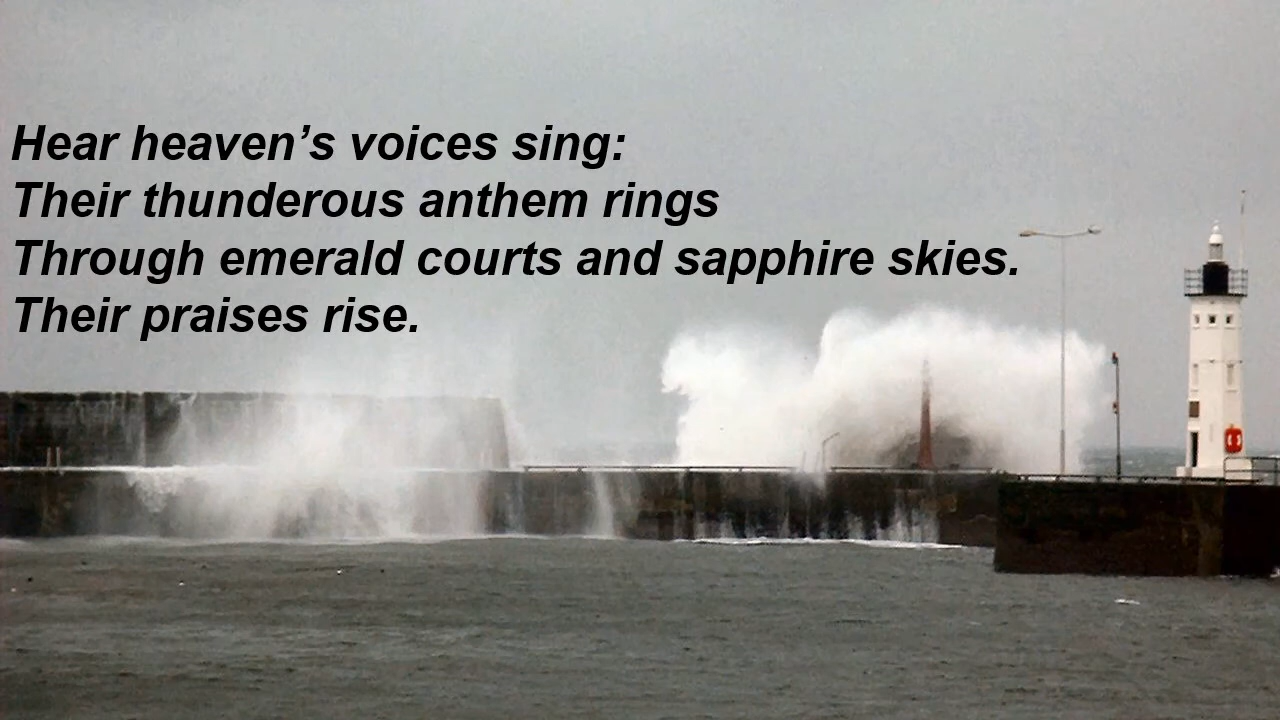 Hear heaven’s voices sing:
Their thunderous anthem rings
Through emerald courts and sapphire skies.
Their praises rise.